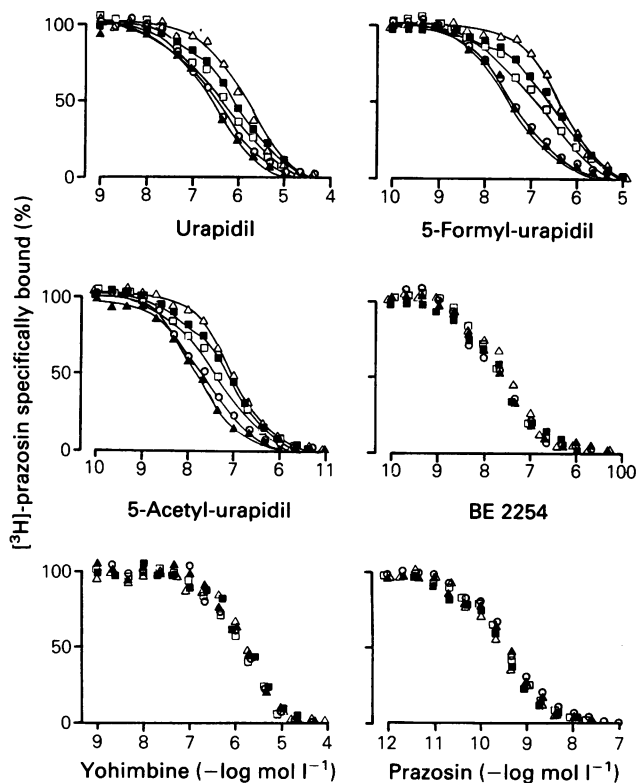 [³H]-prazosin specifically bound (%)
100
50
0
9 8 7 6 5 4
Urapidil
10 9 8 7 6 5
5-Formyl-urapidil
100
50
0
10 9 8 7 6 11
5-Acetyl-urapidil
10 9 8 7 6 100
BE 2254
100
50
0
9 8 7 6 5 4
Yohimbine (−log mol l⁻¹)
12 11 10 9 8 7
Prazosin (−log mol l⁻¹)